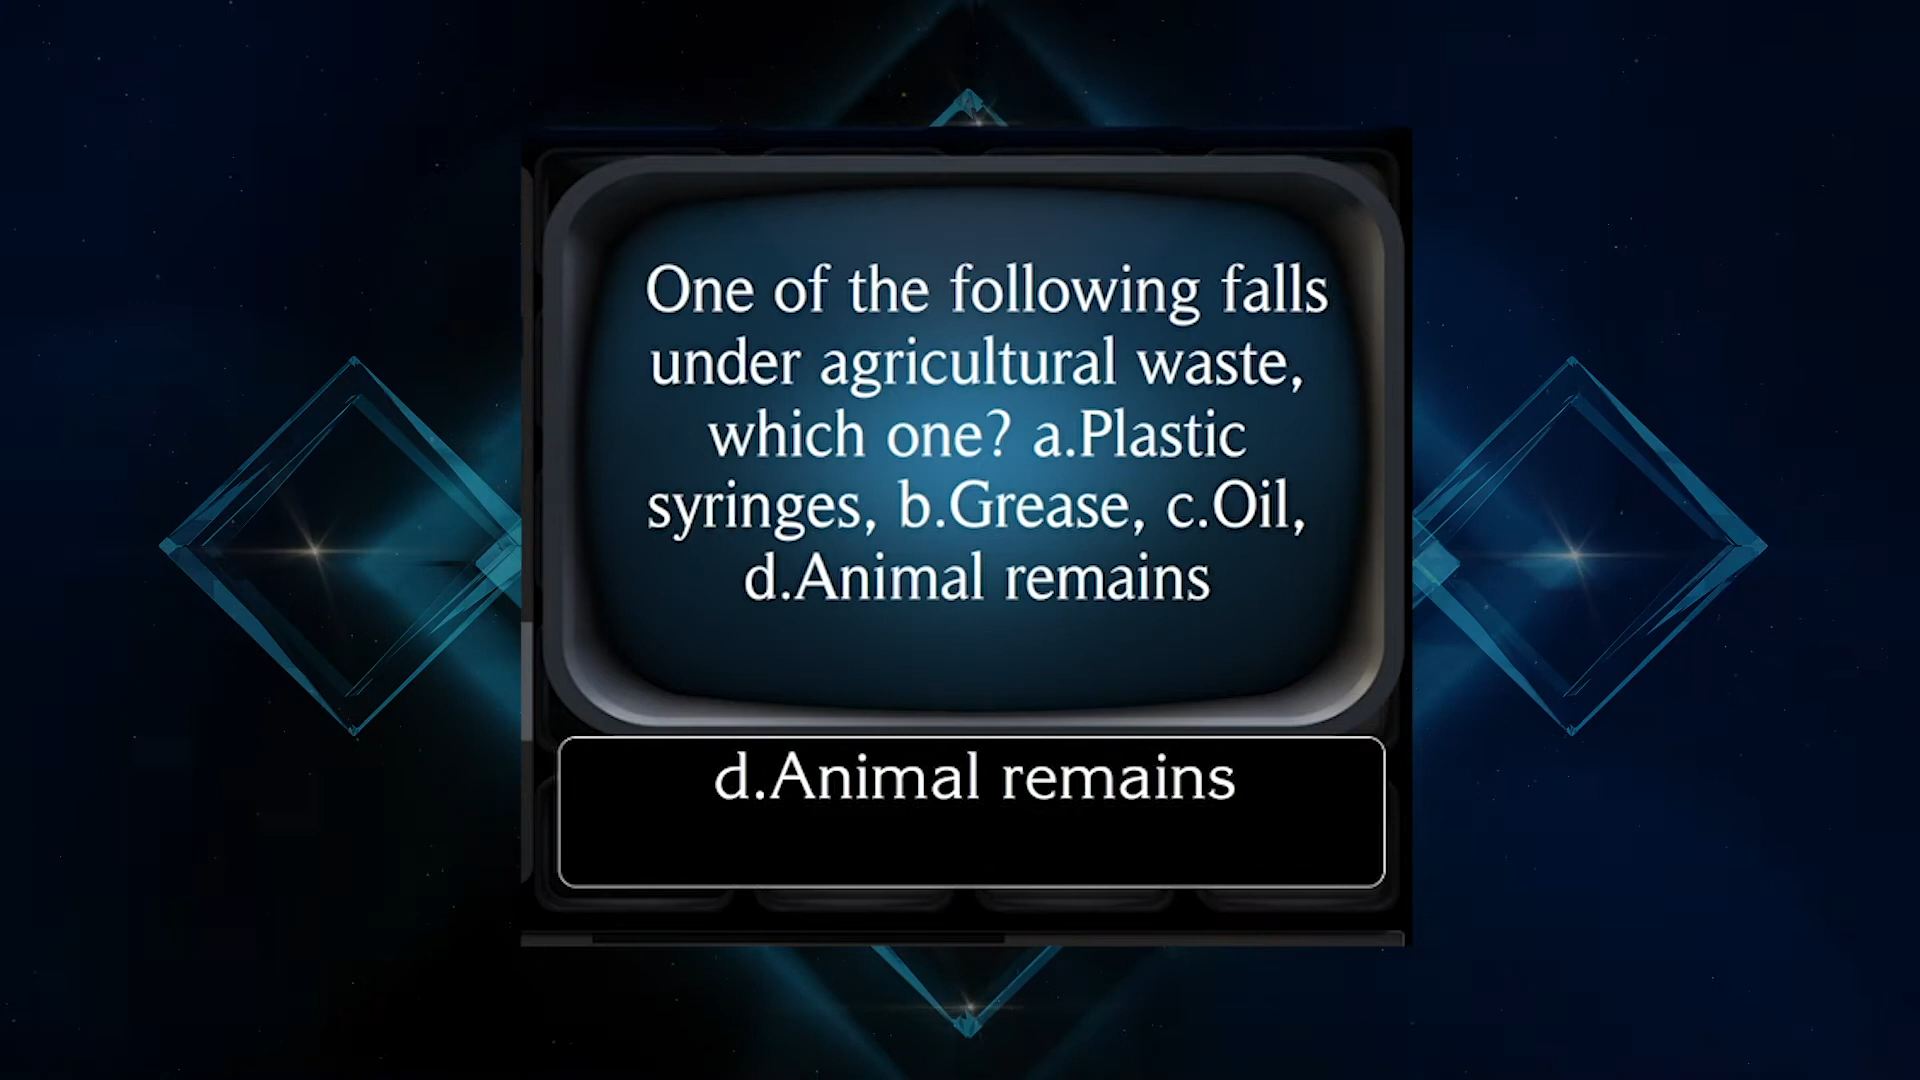 One of the following falls
under agricultural waste,
which one? a.Plastic
syringes, b.Grease, c.Oil,
d.Animal remains
d.Animal remains